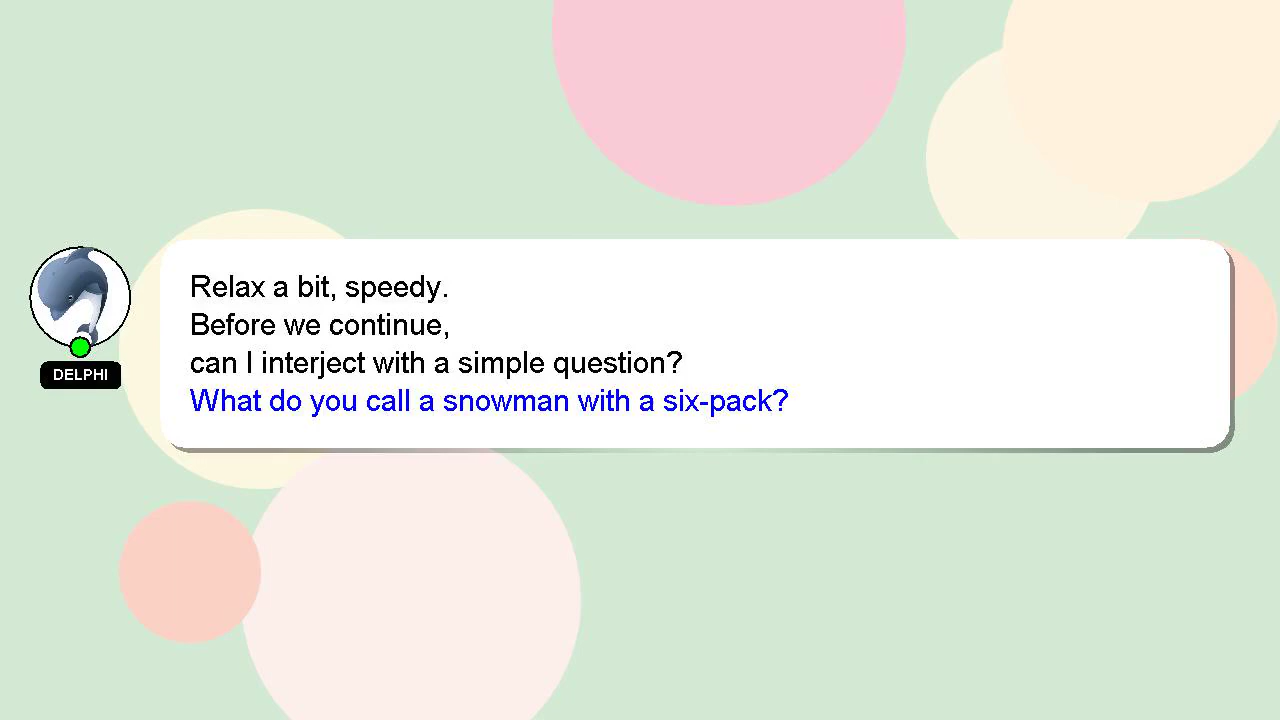 Relax a bit, speedy.
Before we continue,
can I interject with a simple question?
What do you call a snowman with a six-pack?
DELPHI